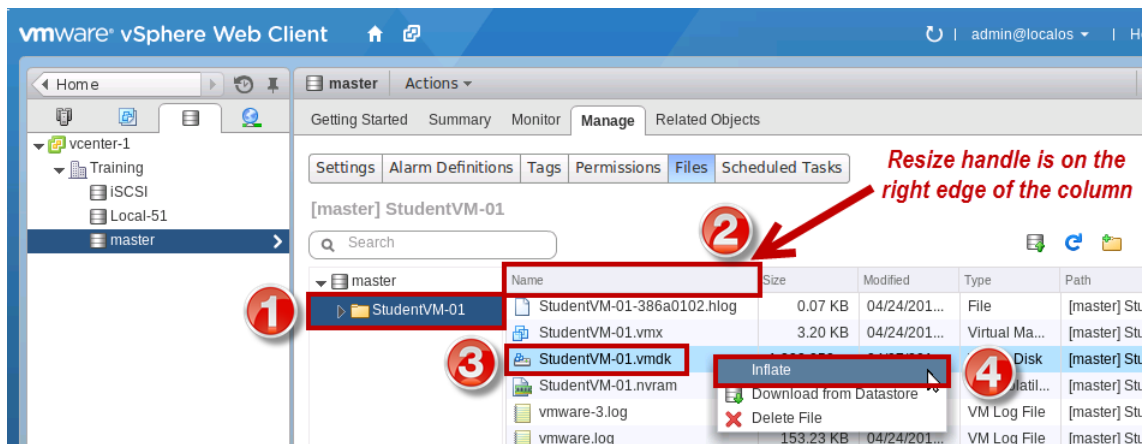 vmware® vSphere Web Client
admin@localos
Home
master Actions
Getting Started Summary Monitor Manage Related Objects
vcenter-1
Training
iSCSI
Local-51
master
Settings Alarm Definitions Tags Permissions Files Scheduled Tasks
Resize handle is on the
right edge of the column
[master] StudentVM-01
Search
2
master
Name Size Modified Type Path
1
StudentVM-01
StudentVM-01-386a0102.hlog 0.07 KB 04/24/201... File [master] Stu
StudentVM-01.vmx 3.20 KB 04/24/201... Virtual Ma... [master] Stu
3
StudentVM-01.vmdk Disk [master] Stu
Inflate
4
StudentVM-01.nvram [master] Stu
Download from Datastore
vmware-3.log VM Log File [master] Stu
Delete File
vmware.log 153.23 KB 04/24/201... VM Log File [master] Stu